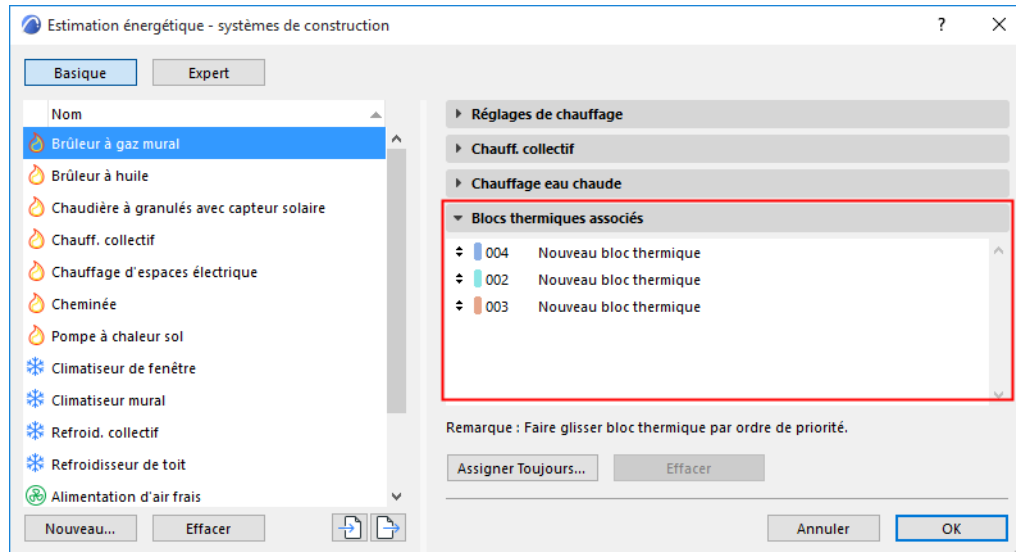 Estimation énergétique - systèmes de construction
?
Basique
Expert
Nom
Brûleur à gaz mural
Brûleur à huile
Chaudière à granulés avec capteur solaire
Chauff. collectif
Chauffage d'espaces électrique
Cheminée
Pompe à chaleur sol
Climatiseur de fenêtre
Climatiseur mural
Refroid. collectif
Refroidisseur de toit
Alimentation d'air frais
Nouveau...
Effacer
Réglages de chauffage
Chauff. collectif
Chauffage eau chaude
Blocs thermiques associés
004 Nouveau bloc thermique
002 Nouveau bloc thermique
003 Nouveau bloc thermique
Remarque : Faire glisser bloc thermique par ordre de priorité.
Assigner Toujours...
Effacer
Annuler
OK